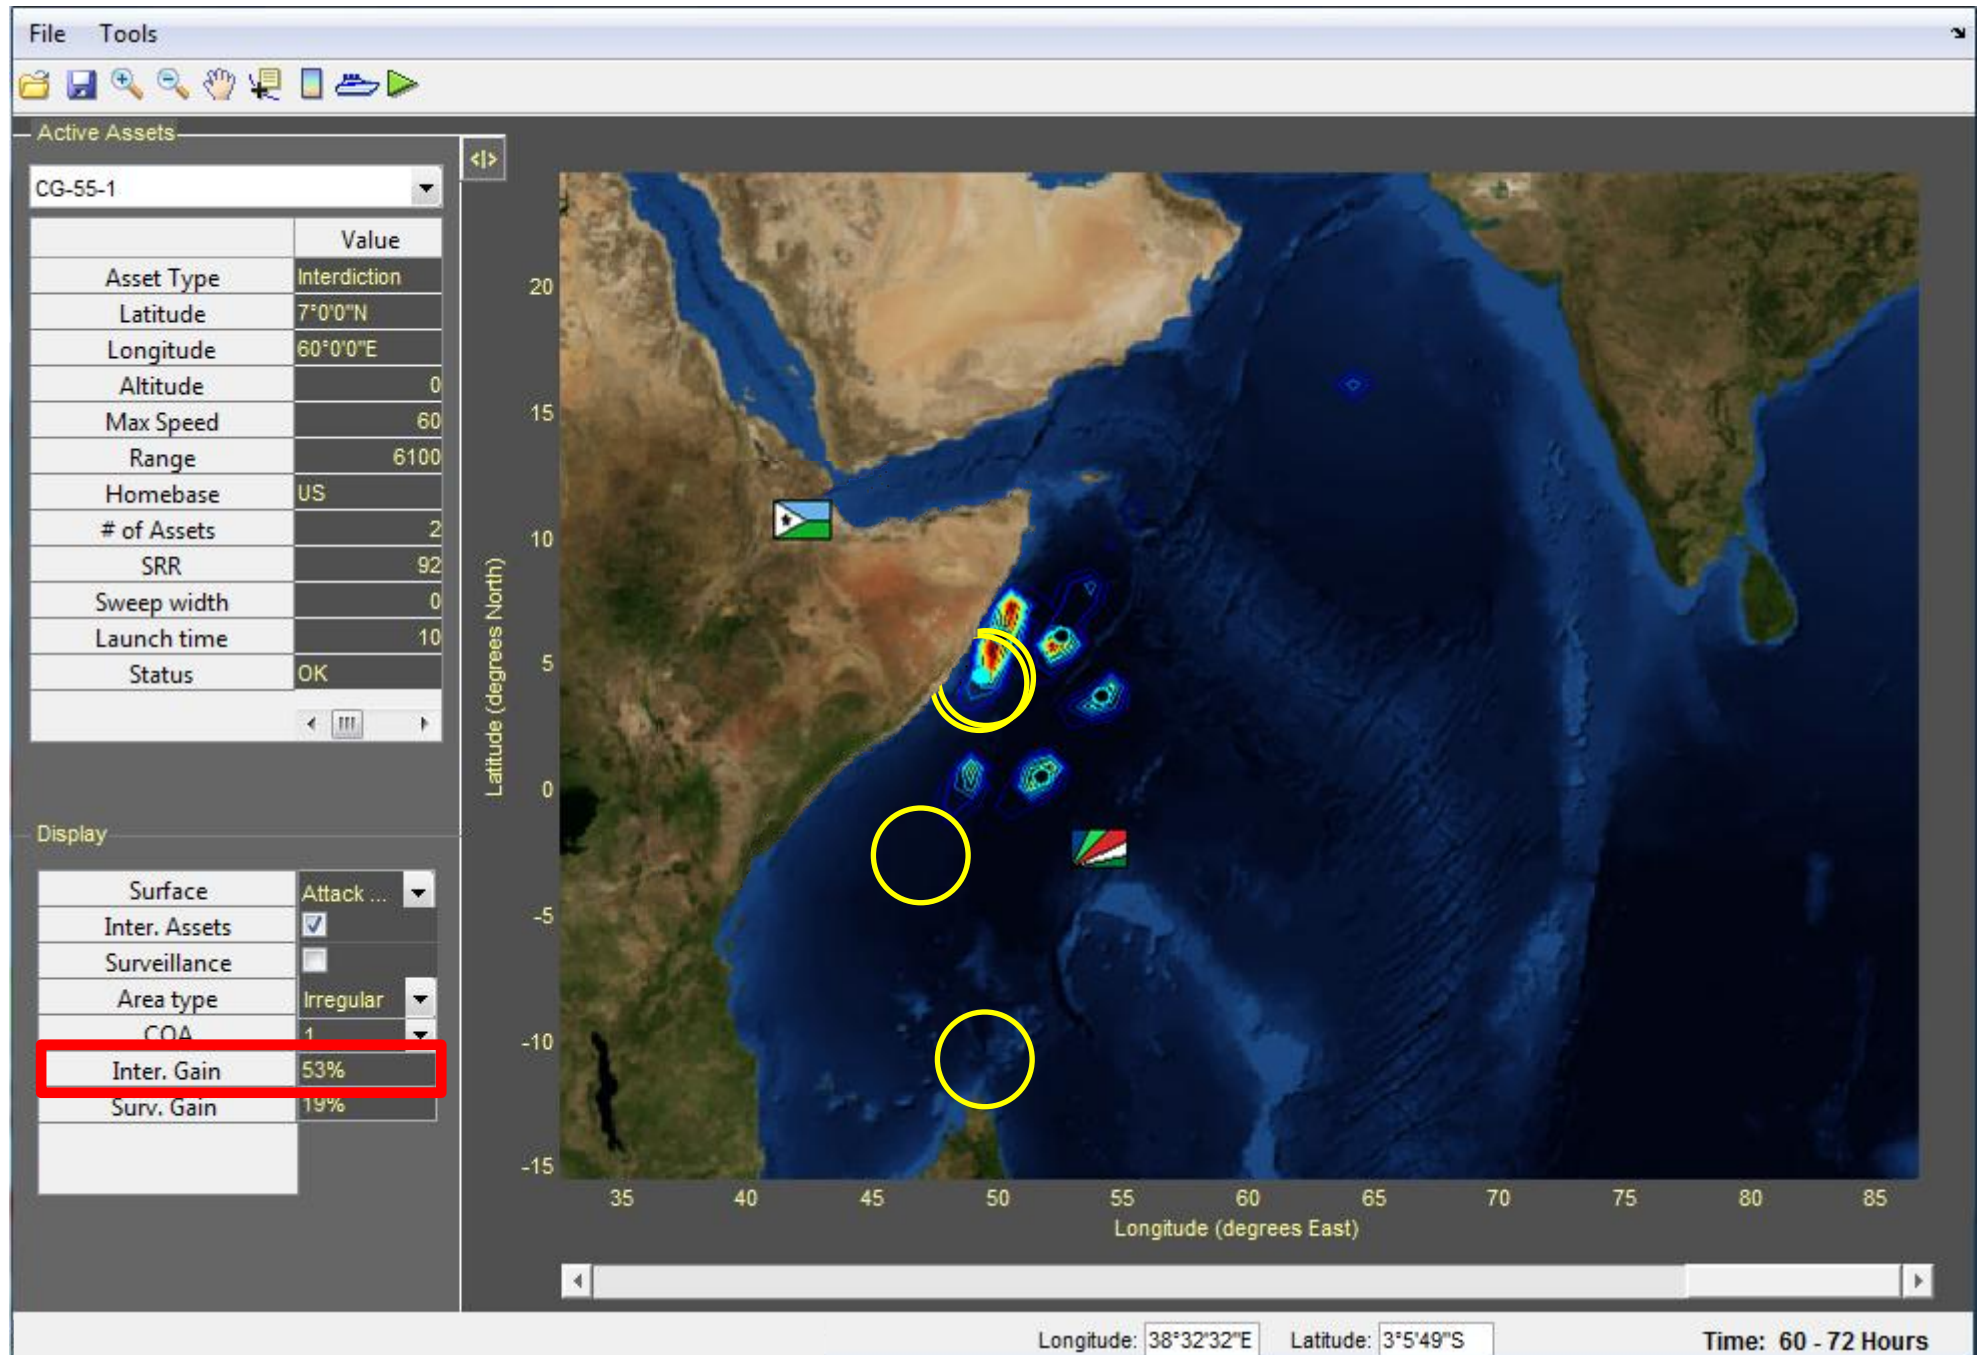 File Tools
Active Assets
CG-55-1
Value
Asset Type Interdiction
Latitude 7°0'0"N
Longitude 60°0'0"E
Altitude 0
Max Speed 60
Range 6100
Homebase US
# of Assets 2
SRR 92
Sweep width 0
Launch time 10
Status OK
Display
Surface Attack ...
Inter. Assets
Surveillance
Area type Irregular
COA 1
Inter. Gain 53%
Surv. Gain 19%
<|>
Latitude (degrees North)
20
15
10
5
0
-5
-10
-15
35 40 45 50 55 60 65 70 75 80 85
Longitude (degrees East)
Longitude: 38°32'32"E Latitude: 3°5'49"S Time: 60 - 72 Hours